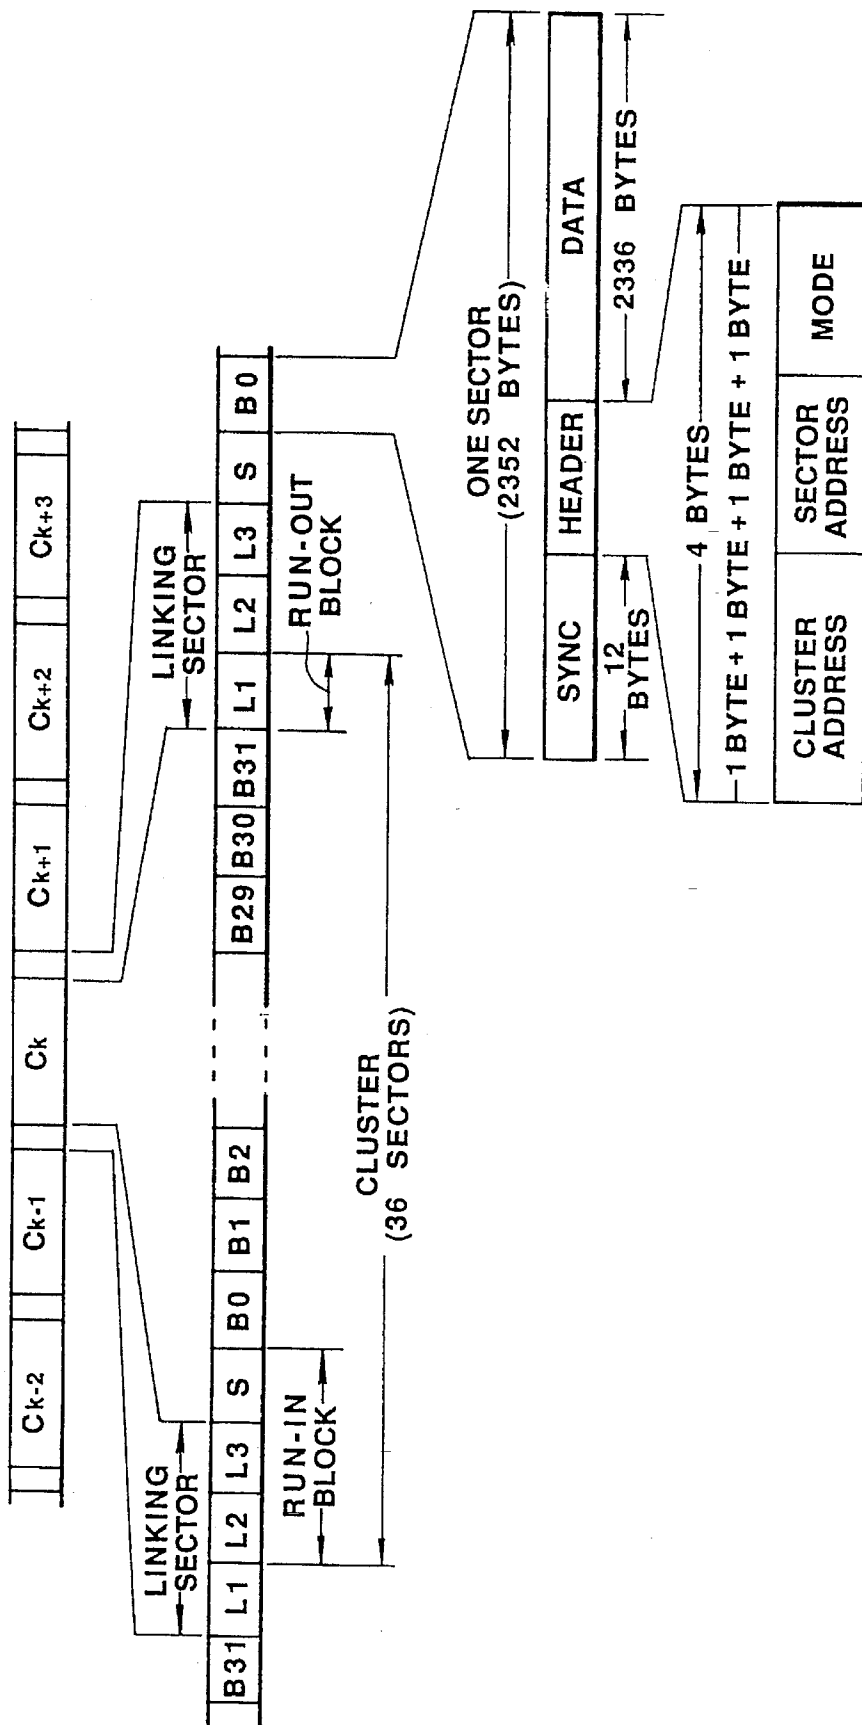 Ck-2 Ck-1 Ck Ck+1 Ck+2 Ck+3
LINKING
SECTOR
LINKING
SECTOR
B31 L1 L2 L3 S B0 B1 B2 B29 B30 B31 L1 L2 L3 S B0
RUN-IN
BLOCK
RUN-OUT
BLOCK
CLUSTER
(36 SECTORS)
ONE SECTOR
(2352 BYTES)
SYNC HEADER DATA
12
BYTES
2336 BYTES
4 BYTES
1 BYTE + 1 BYTE + 1 BYTE + 1 BYTE
CLUSTER
ADDRESS
SECTOR
ADDRESS
MODE